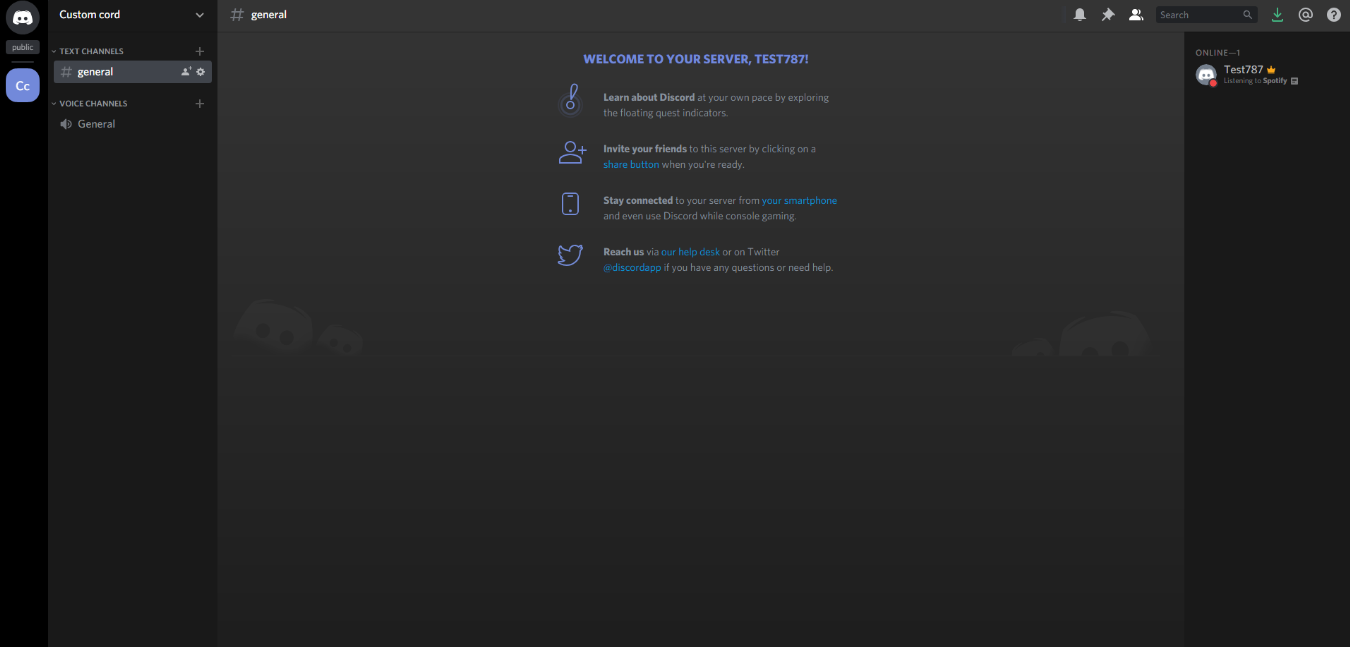 public
Cc
Custom cord
TEXT CHANNELS
# general
VOICE CHANNELS
General
# general
Search
WELCOME TO YOUR SERVER, TEST787!
Learn about Discord at your own pace by exploring
the floating quest indicators.
Invite your friends to this server by clicking on a
share button when you're ready.
Stay connected to your server from your smartphone
and even use Discord while console gaming.
Reach us via our help desk or on Twitter
@discordapp if you have any questions or need help.
ONLINE—1
Test787
Listening to Spotify